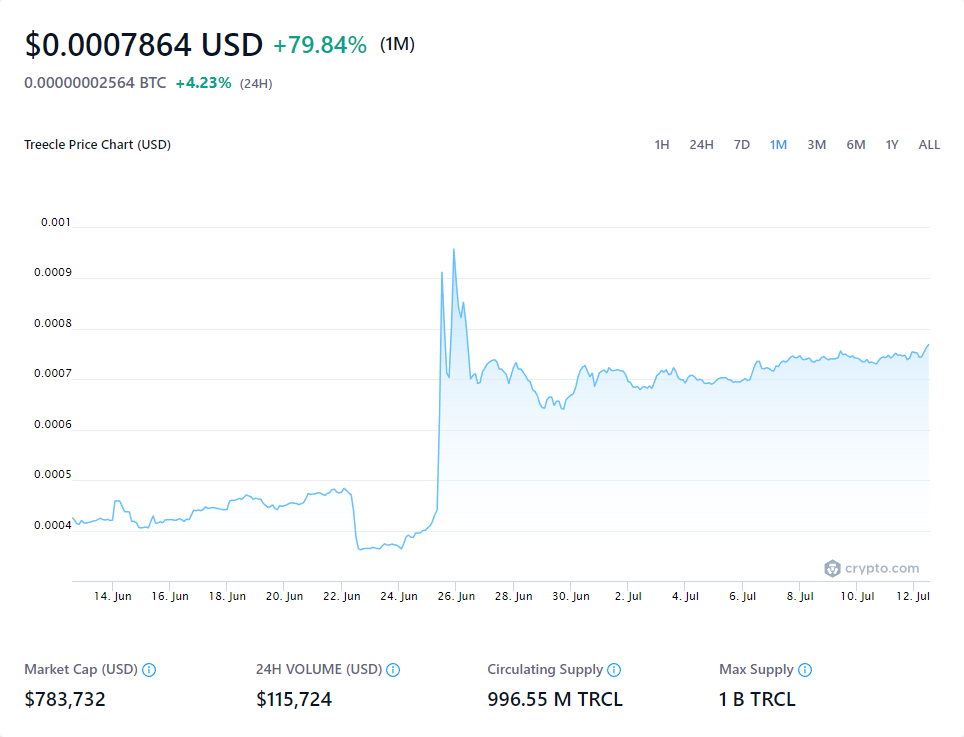 $0.0007864 USD +79.84% (1M)
0.00000002564 BTC +4.23% (24H)
Treecle Price Chart (USD) 1H 24H 7D 1M 3M 6M 1Y ALL
0.001
0.0009
0.0008
0.0007
0.0006
0.0005
0.0004
crypto.com
14. Jun 16. Jun 18. Jun 20. Jun 22. Jun 24. Jun 26. Jun 28. Jun 30. Jun 2. Jul 4. Jul 6. Jul 8. Jul 10. Jul 12. Jul
Market Cap (USD) 24H VOLUME (USD) Circulating Supply Max Supply
$783,732 $115,724 996.55 M TRCL 1 B TRCL